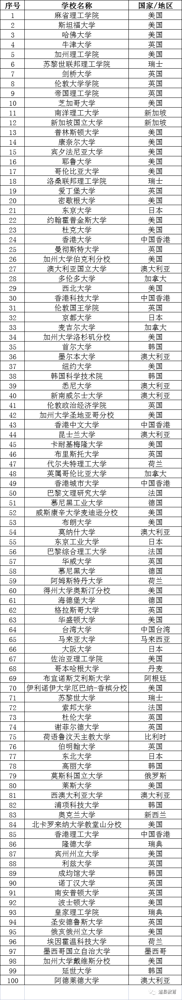 序号 学校名称 国家/地区
1 麻省理工学院 美国
2 斯坦福大学 美国
3 哈佛大学 美国
4 牛津大学 英国
5 加州理工学院 美国
6 苏黎世联邦理工学院 瑞士
7 剑桥大学 英国
8 伦敦大学学院 英国
9 帝国理工学院 英国
10 芝加哥大学 美国
11 南洋理工大学 新加坡
12 新加坡国立大学 新加坡
13 普林斯顿大学 美国
14 康奈尔大学 美国
15 宾夕法尼亚大学 美国
16 耶鲁大学 美国
17 哥伦比亚大学 美国
18 洛桑联邦理工学院 瑞士
19 爱丁堡大学 英国
20 密歇根大学 美国
21 东京大学 日本
22 约翰霍普金斯大学 美国
23 杜克大学 美国
24 香港大学 中国香港
25 曼彻斯特大学 英国
26 加州大学伯克利分校 美国
27 澳大利亚国立大学 澳大利亚
28 多伦多大学 加拿大
29 西北大学 美国
30 香港科技大学 中国香港
31 伦敦国王学院 英国
32 京都大学 日本
33 麦吉尔大学 加拿大
34 加州大学洛杉矶分校 美国
35 首尔大学 韩国
36 墨尔本大学 澳大利亚
37 纽约大学 美国
38 韩国科学技术院 韩国
39 悉尼大学 澳大利亚
40 新南威尔士大学 澳大利亚
41 伦敦政治经济学院 英国
42 加州大学圣地亚哥分校 美国
43 香港中文大学 中国香港
44 昆士兰大学 澳大利亚
45 卡耐基梅隆大学 美国
46 布里斯托大学 英国
47 代尔夫特理工大学 荷兰
48 英属哥伦比亚大学 加拿大
49 香港城市大学 中国香港
50 巴黎文理研究大学 法国
51 慕尼黑工业大学 德国
52 威斯康辛大学麦迪逊分校 美国
53 布朗大学 美国
54 莫纳什大学 澳大利亚
55 东京工业大学 日本
56 巴黎综合理工大学 法国
57 华威大学 英国
58 慕尼黑大学 德国
59 阿姆斯特丹大学 荷兰
60 得州大学奥斯汀分校 美国
61 海德堡大学 德国
62 格拉斯哥大学 英国
63 华盛顿大学 美国
64 台湾大学 中国台湾
65 马来亚大学 马来西亚
66 大阪大学 日本
67 佐治亚理工学院 美国
68 哥本哈根大学 丹麦
69 布宜诺斯艾利斯大学 阿根廷
70 伊利诺伊大学厄巴纳-香槟分校 美国
71 苏黎世大学 瑞士
72 索邦大学 法国
73 杜伦大学 英国
74 谢菲尔德大学 英国
75 荷语鲁汶天主教大学 比利时
76 伯明翰大学 英国
77 东北大学 日本
78 高丽大学 韩国
79 莫斯科国立大学 俄罗斯
80 莱斯大学 美国
81 西澳大利亚大学 澳大利亚
82 浦项科技大学 韩国
83 奥克兰大学 新西兰
84 北卡罗来纳大学教堂山分校 美国
85 香港理工大学 中国香港
86 隆德大学 瑞典
87 宾州州立大学 美国
88 利兹大学 英国
89 成均馆大学 韩国
90 诺丁汉大学 英国
91 南安普顿大学 英国
92 波士顿大学 美国
93 皇家理工学院 瑞典
94 圣安德鲁斯大学 英国
95 俄亥俄州立大学 美国
96 埃因霍温科技大学 荷兰
97 墨西哥国立自治大学 墨西哥
98 加州大学戴维斯分校 美国
99 延世大学 韩国
100 阿德莱德大学 澳大利亚
道县教育